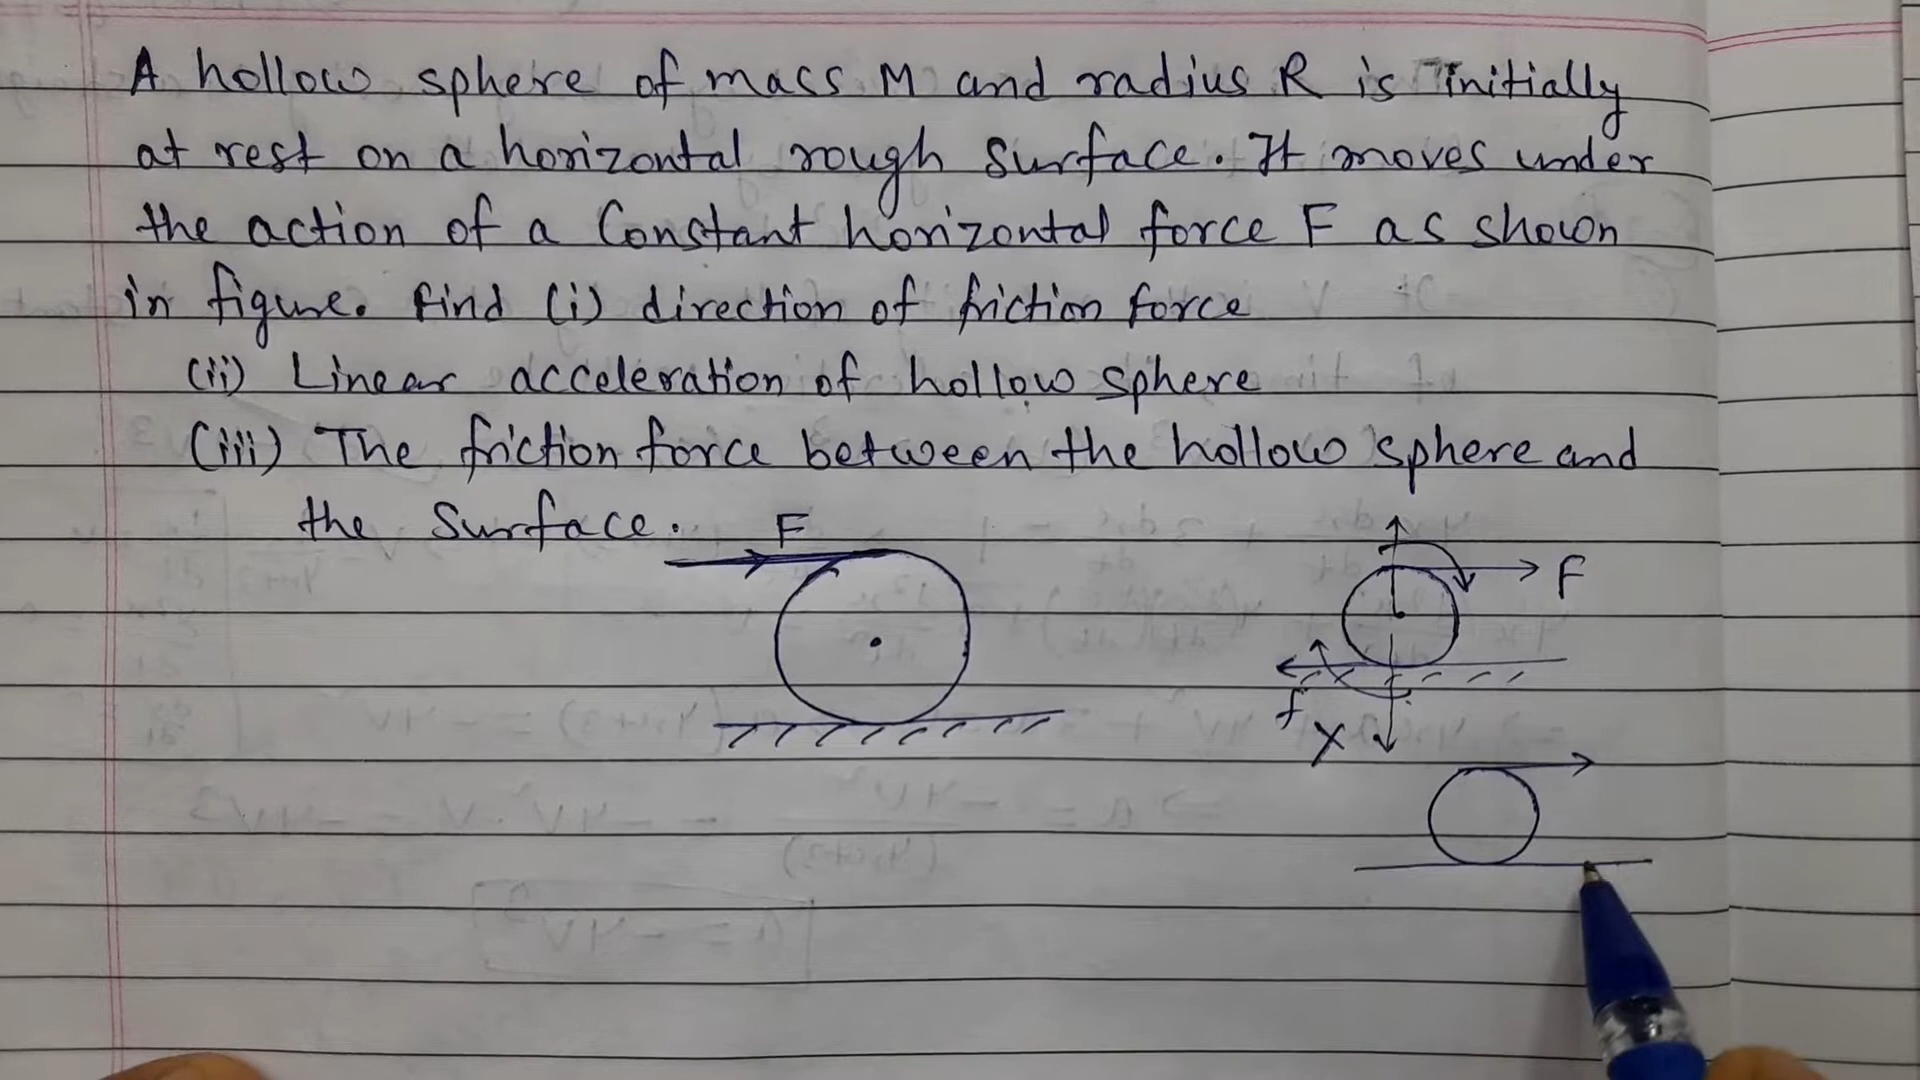 A hollow sphere of mass M and radius R is initially
at rest on a horizontal rough surface. It moves under
the action of a constant horizontal force F as shown
in figure. Find (i) direction of friction force
(ii) Linear acceleration of hollow sphere
(iii) The friction force between the hollow sphere and
the surface.
F
F
f
X